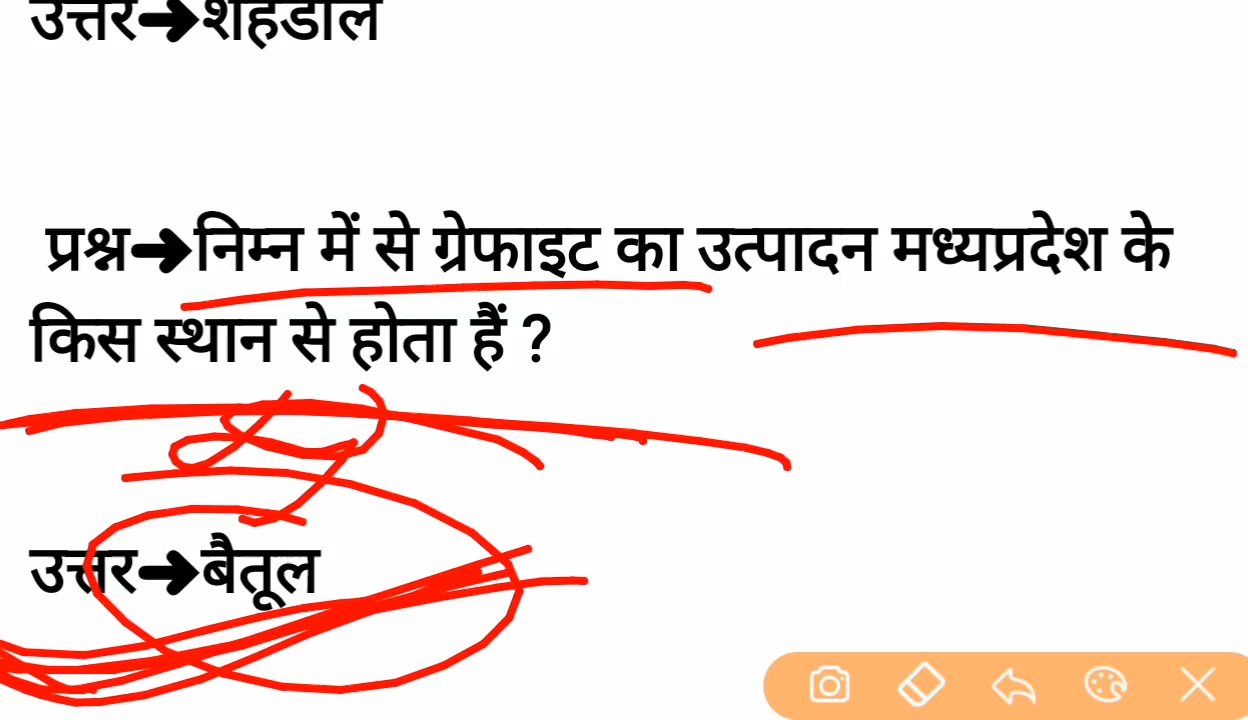 उत्तर→शहडोल
प्रश्न→निम्न में से ग्रेफाइट का उत्पादन मध्यप्रदेश के
किस स्थान से होता हैं ?
उत्तर→बैतूल